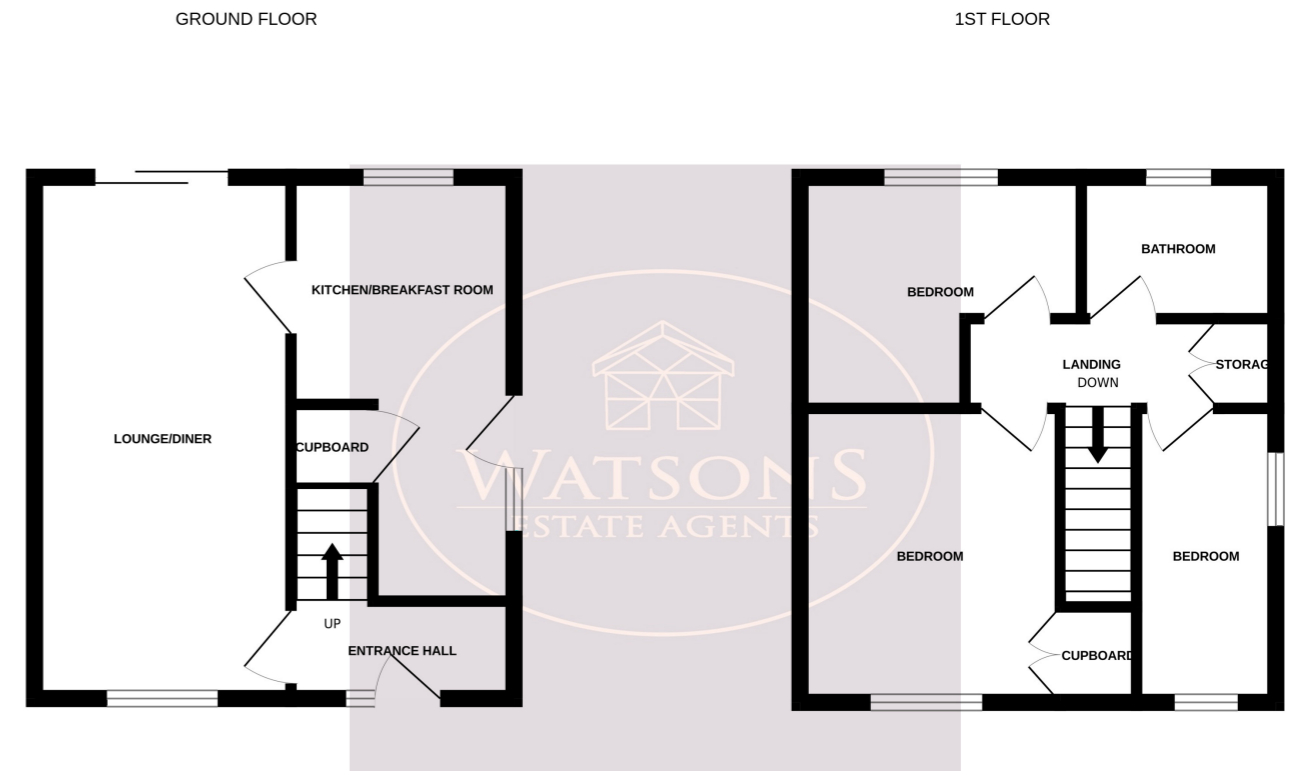 GROUND FLOOR
1ST FLOOR
BATHROOM
KITCHEN/BREAKFAST ROOM
BEDROOM
LANDING
DOWN
STORAG
LOUNGE/DINER
CUPBOARD
WATSONS
ESTATE AGENTS
BEDROOM
BEDROOM
UP
ENTRANCE HALL
CUPBOARD